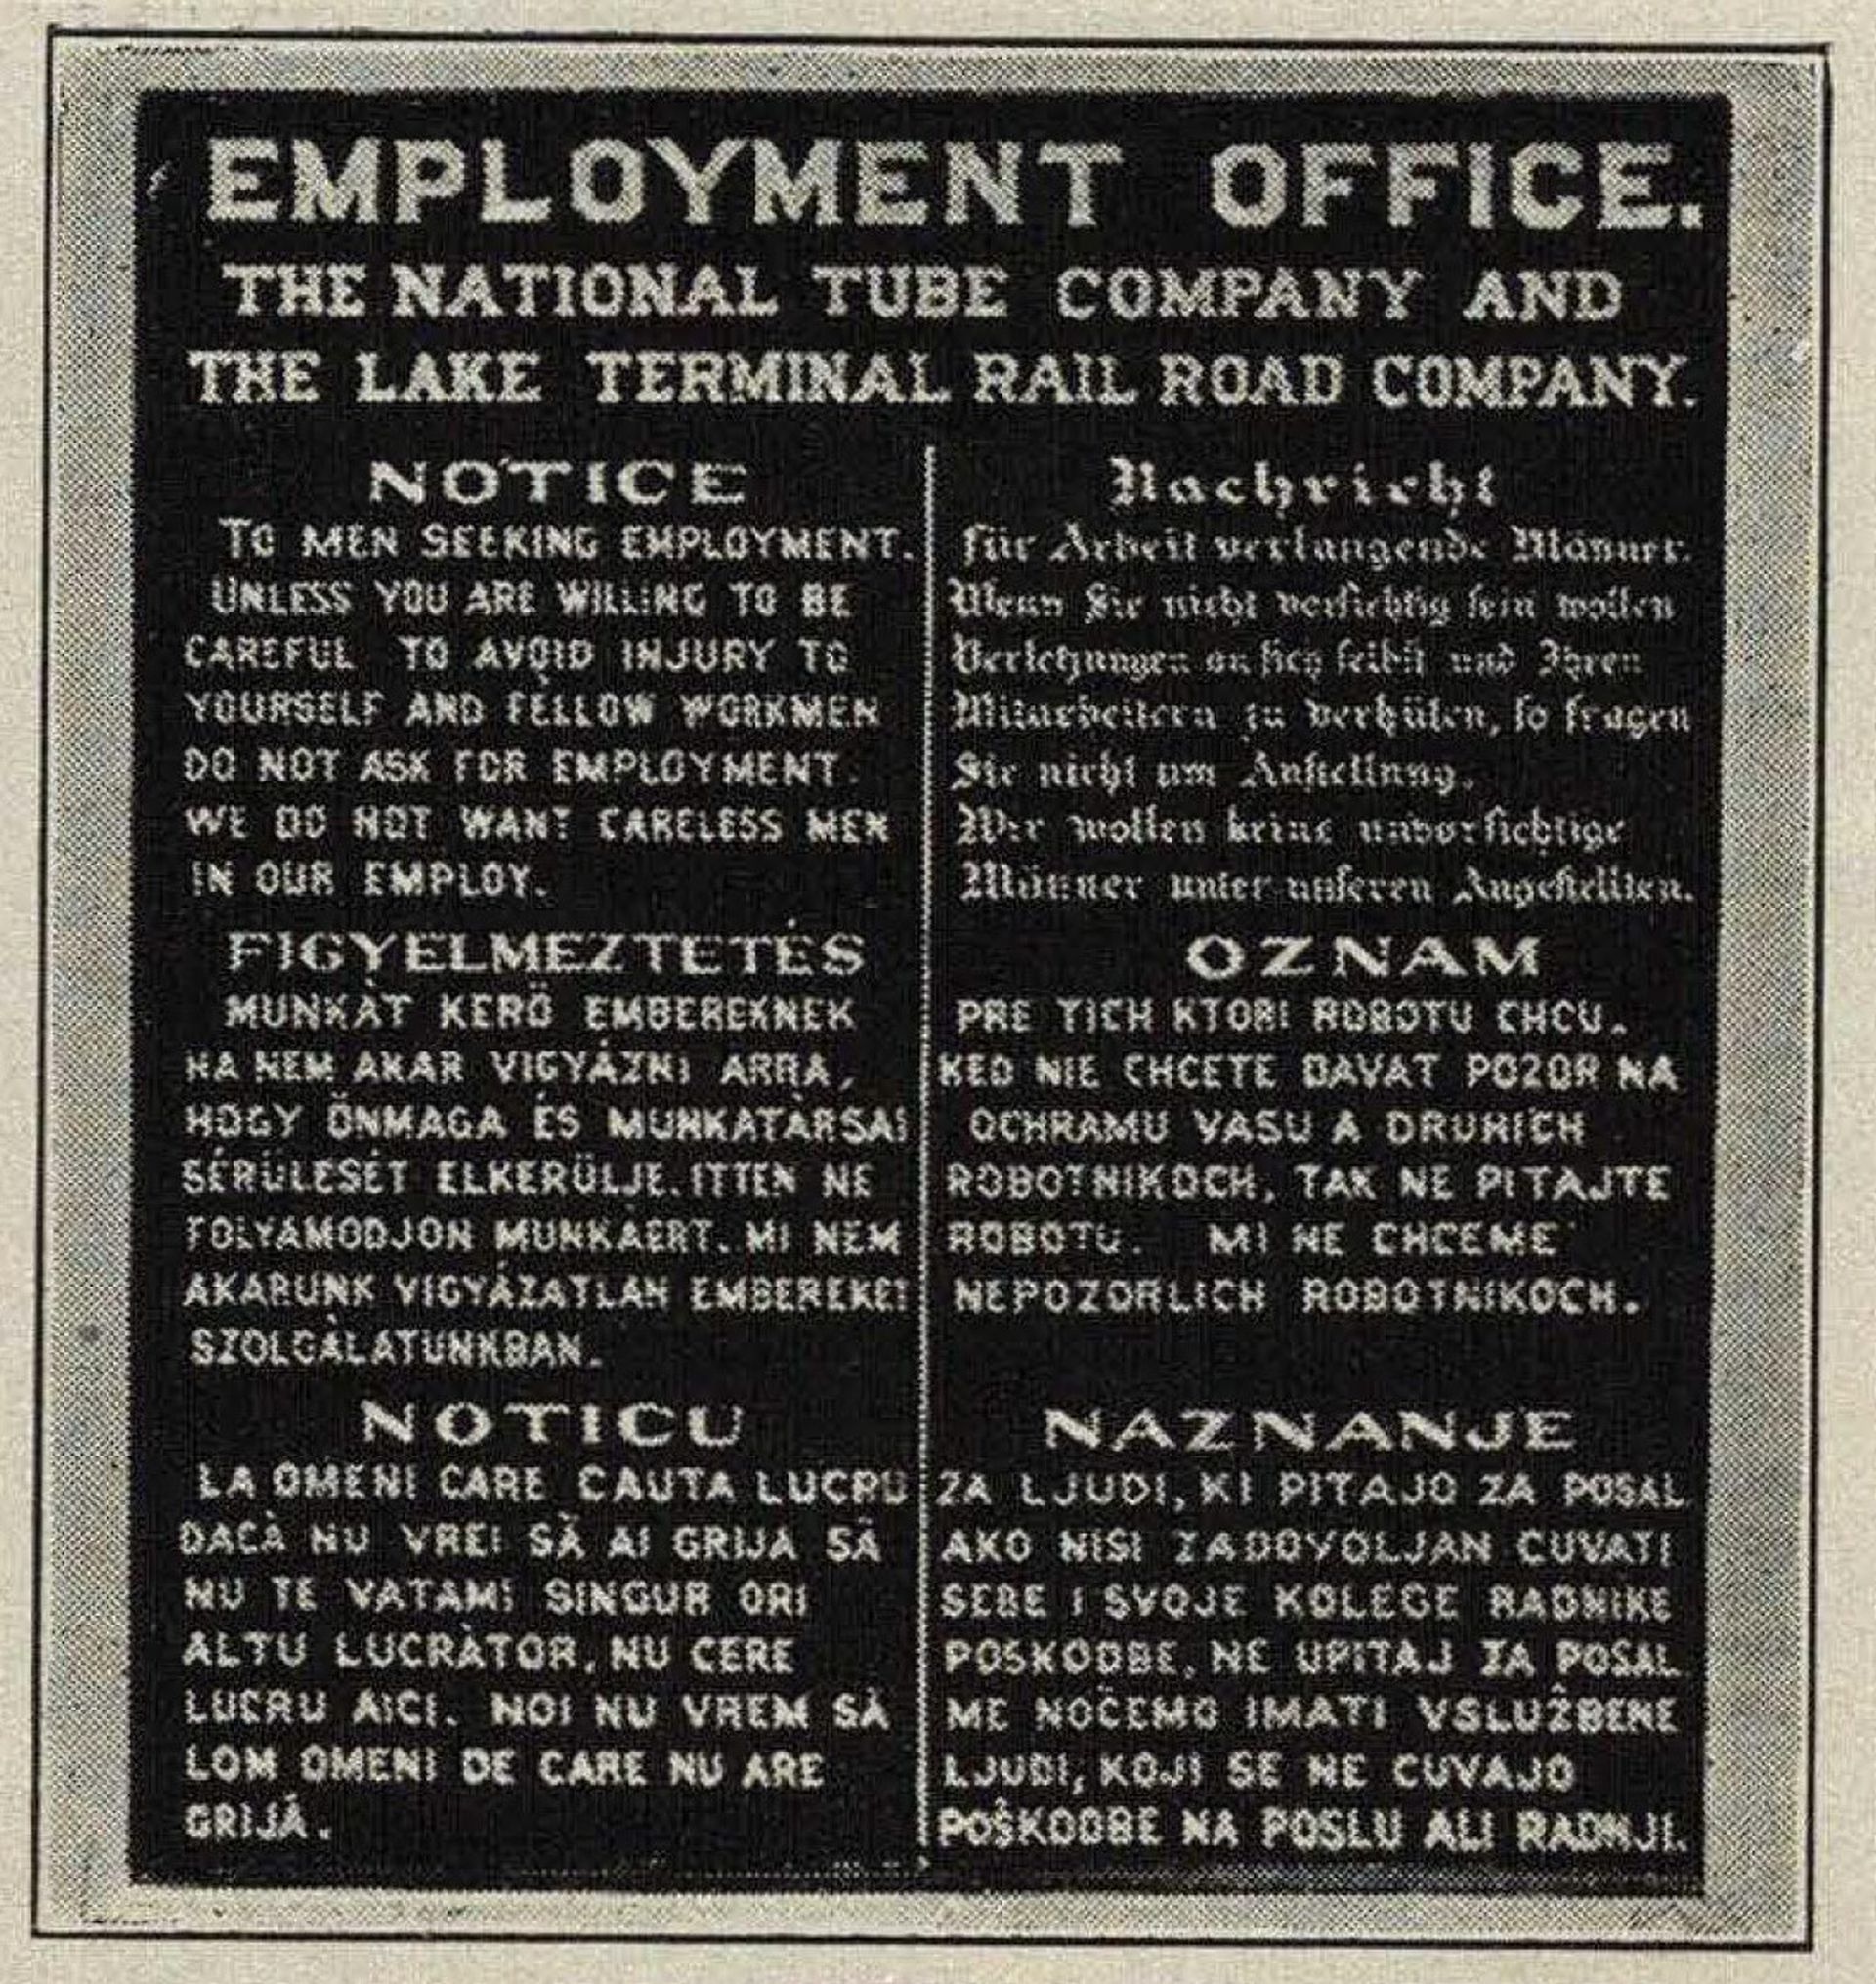 EMPLOYMENT OFFICE.
THE NATIONAL TUBE COMPANY AND
THE LAKE TERMINAL RAIL ROAD COMPANY.
NOTICE
TO MEN SEEKING EMPLOYMENT.
UNLESS YOU ARE WILLING TO BE
CAREFUL TO AVOID INJURY TO
YOURSELF AND FELLOW WORKMEN
DO NOT ASK FOR EMPLOYMENT.
WE DO NOT WANT CARELESS MEN
IN OUR EMPLOY.
Nachricht
für Arbeit verlangende Männer.
Wenn Sie nicht vorsichtig sein wollen
Verletzungen an sich selbst und Ihren
Mitarbeitern zu verhüten, so fragen
Sie nicht um Anstellung.
Wir wollen keine unvorsichtige
Männer unter unseren Angestellten.
FIGYELMEZTETÉS
MUNKÁT KERÖ EMBEREKNEK
HA NEM AKAR VIGYÁZNI ARRA,
HOGY ÖNMAGA ÉS MUNKATÁRSAI
SÉRÜLESÉT ELKERÜLJE. ITTEN NE
FOLYAMODJON MUNKAÉRT. MI NEM
AKARUNK VIGYÁZATLAN EMBEREKET
SZOLGÁLATUNKBAN.
OZNAM
PRE TICH KTORI ROBOTU CHCU.
KED NIE CHCETE DAVAT POZOR NA
OCHRAMU VASU A DRUHICH
ROBOTNIKOCH, TAK NE PITAJTE
ROBOTU. MI NE CHCEME
NEPOZORLICH ROBOTNIKOCH.
NOTICU
LA OMENI CARE CAUTA LUCRU
DACĂ NU VREI SĂ AI GRIJA SĂ
NU TE VATAMI SINGUR ORI
ALTU LUCRĂTOR, NU CERE
LUCRU AICI. NOI NU VREM SĂ
LOM OMENI DE CARE NU ARE
GRIJĂ.
NAZNANJE
ZA LJUDI, KI PITAJO ZA POSAL
AKO NISI ZADOVOLJAN CUVATI
SEBE I SVOJE KOLEGE RADNIKE
POSKODBE, NE UPITAJ ZA POSAL
ME NOČEMO IMATI VSLUŽBENE
LJUDI, KOJI SE NE CUVAJO
POŠKODBE NA POSLU ALI RADNJI.